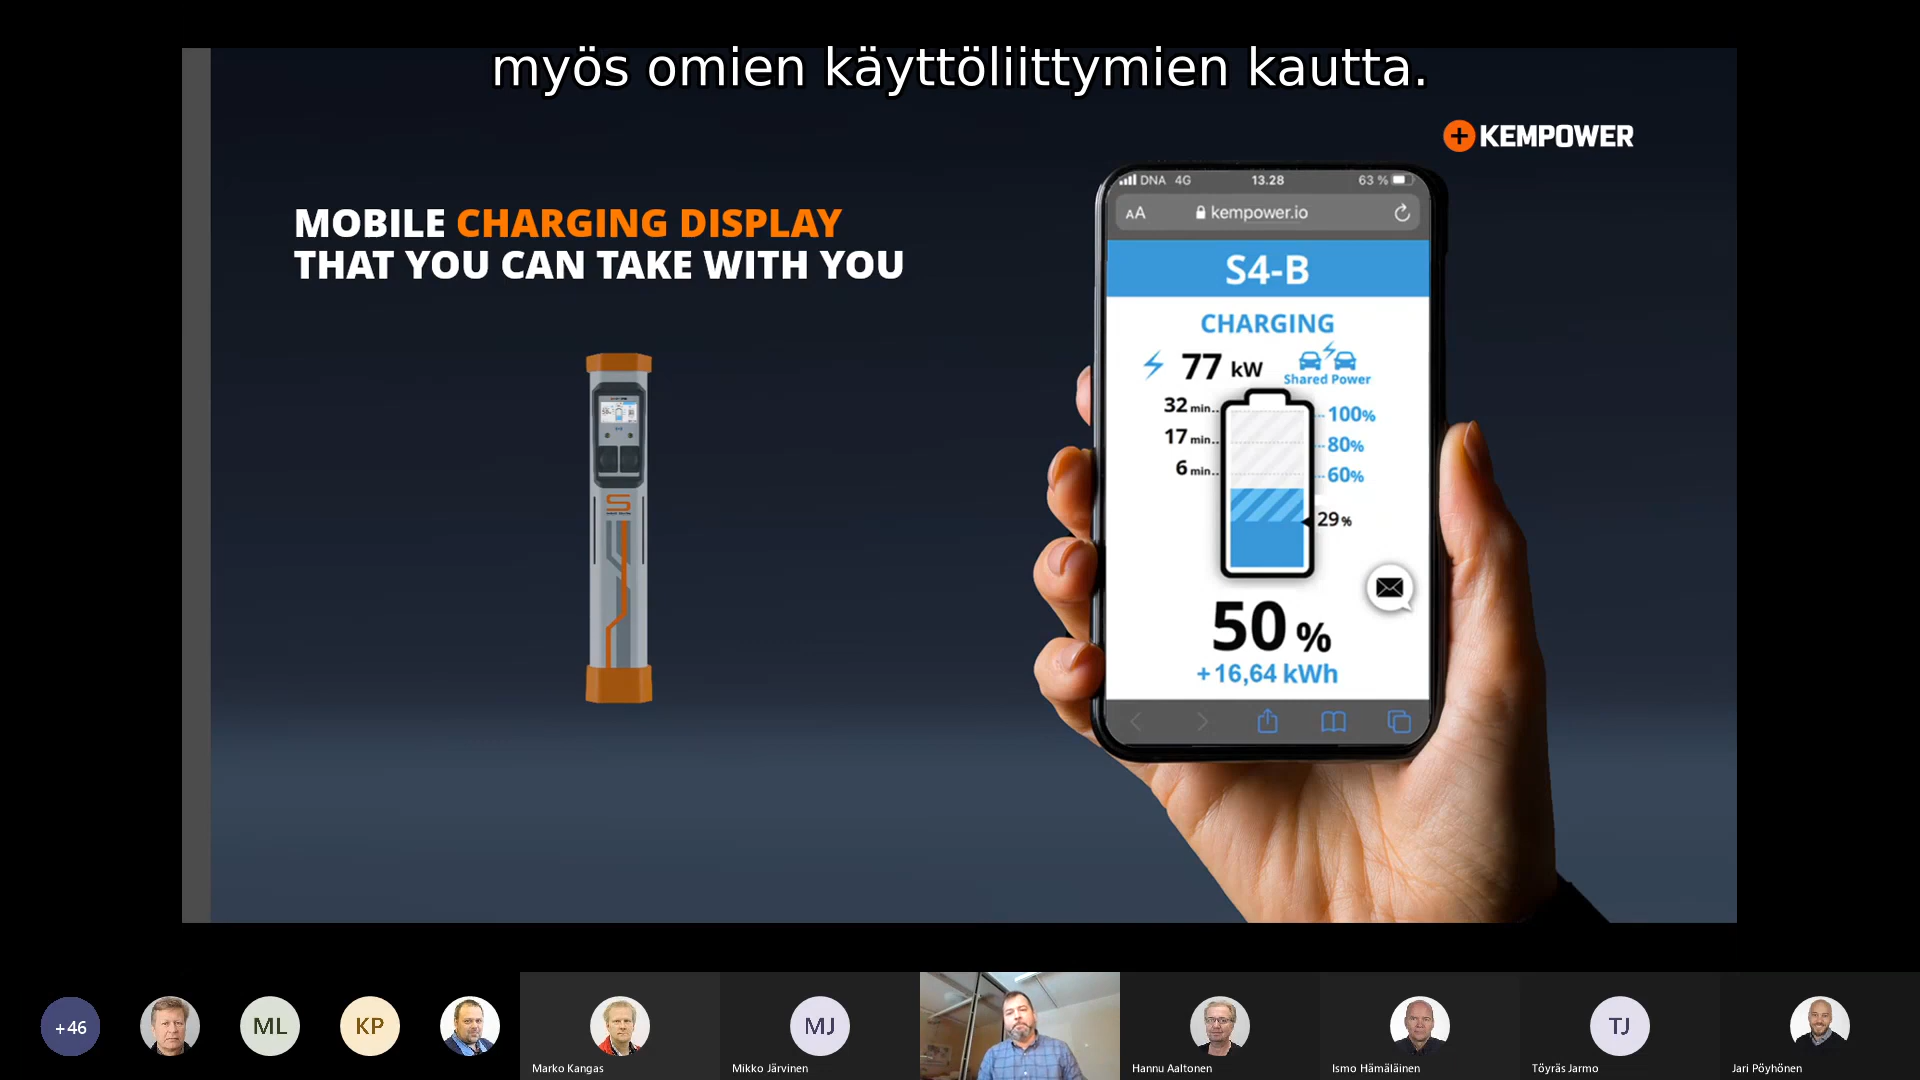 myös omien käyttöliittymien kautta.
KEMPOWER
MOBILE CHARGING DISPLAY
THAT YOU CAN TAKE WITH YOU
DNA 4G 13.28 63 %
AA kempower.io
S4-B
CHARGING
77 kW
Shared Power
32 min.. 100%
17 min.. 80%
6 min.. 60%
29%
50 %
+16,64 kWh
S
+46
ML
KP
MJ
TJ
Marko Kangas
Mikko Järvinen
Hannu Aaltonen
Ismo Hämäläinen
Töyräs Jarmo
Jari Pöyhönen